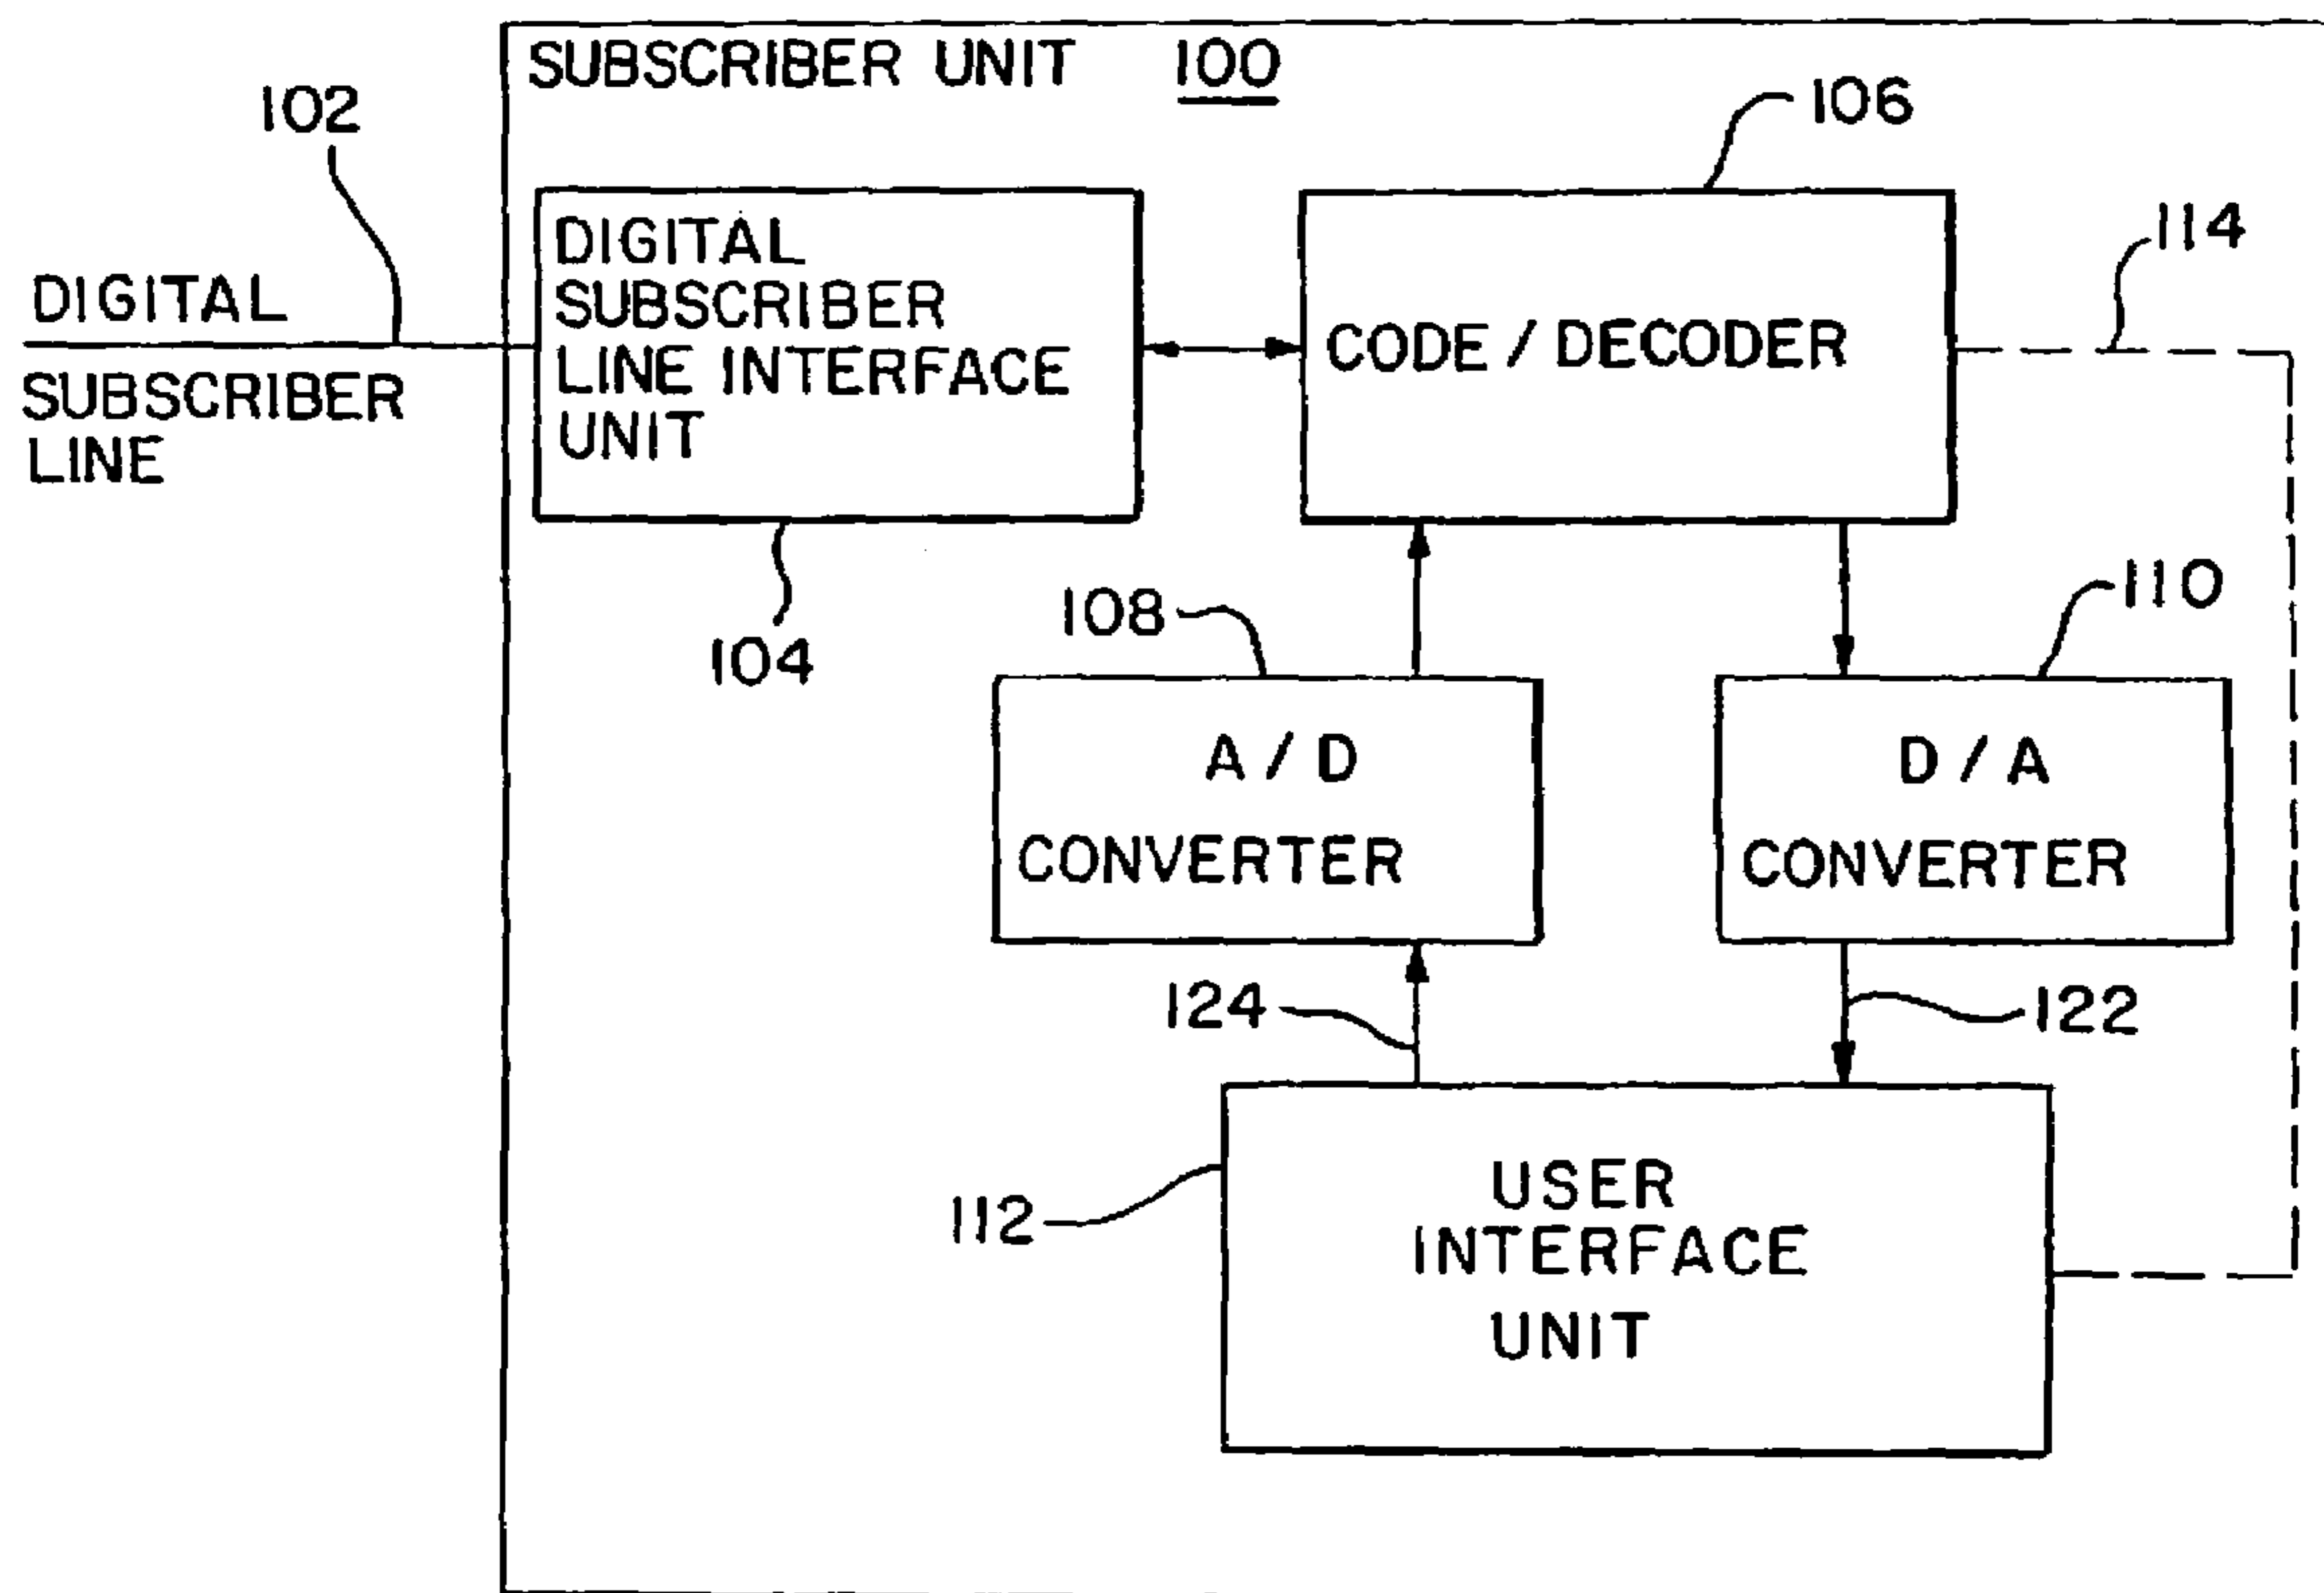 SUBSCRIBER UNIT 100
102
106
114
DIGITAL
SUBSCRIBER
LINE
DIGITAL
SUBSCRIBER
LINE INTERFACE
UNIT
CODE / DECODER
104
108
110
A / D
CONVERTER
D / A
CONVERTER
124
122
112
USER
INTERFACE
UNIT